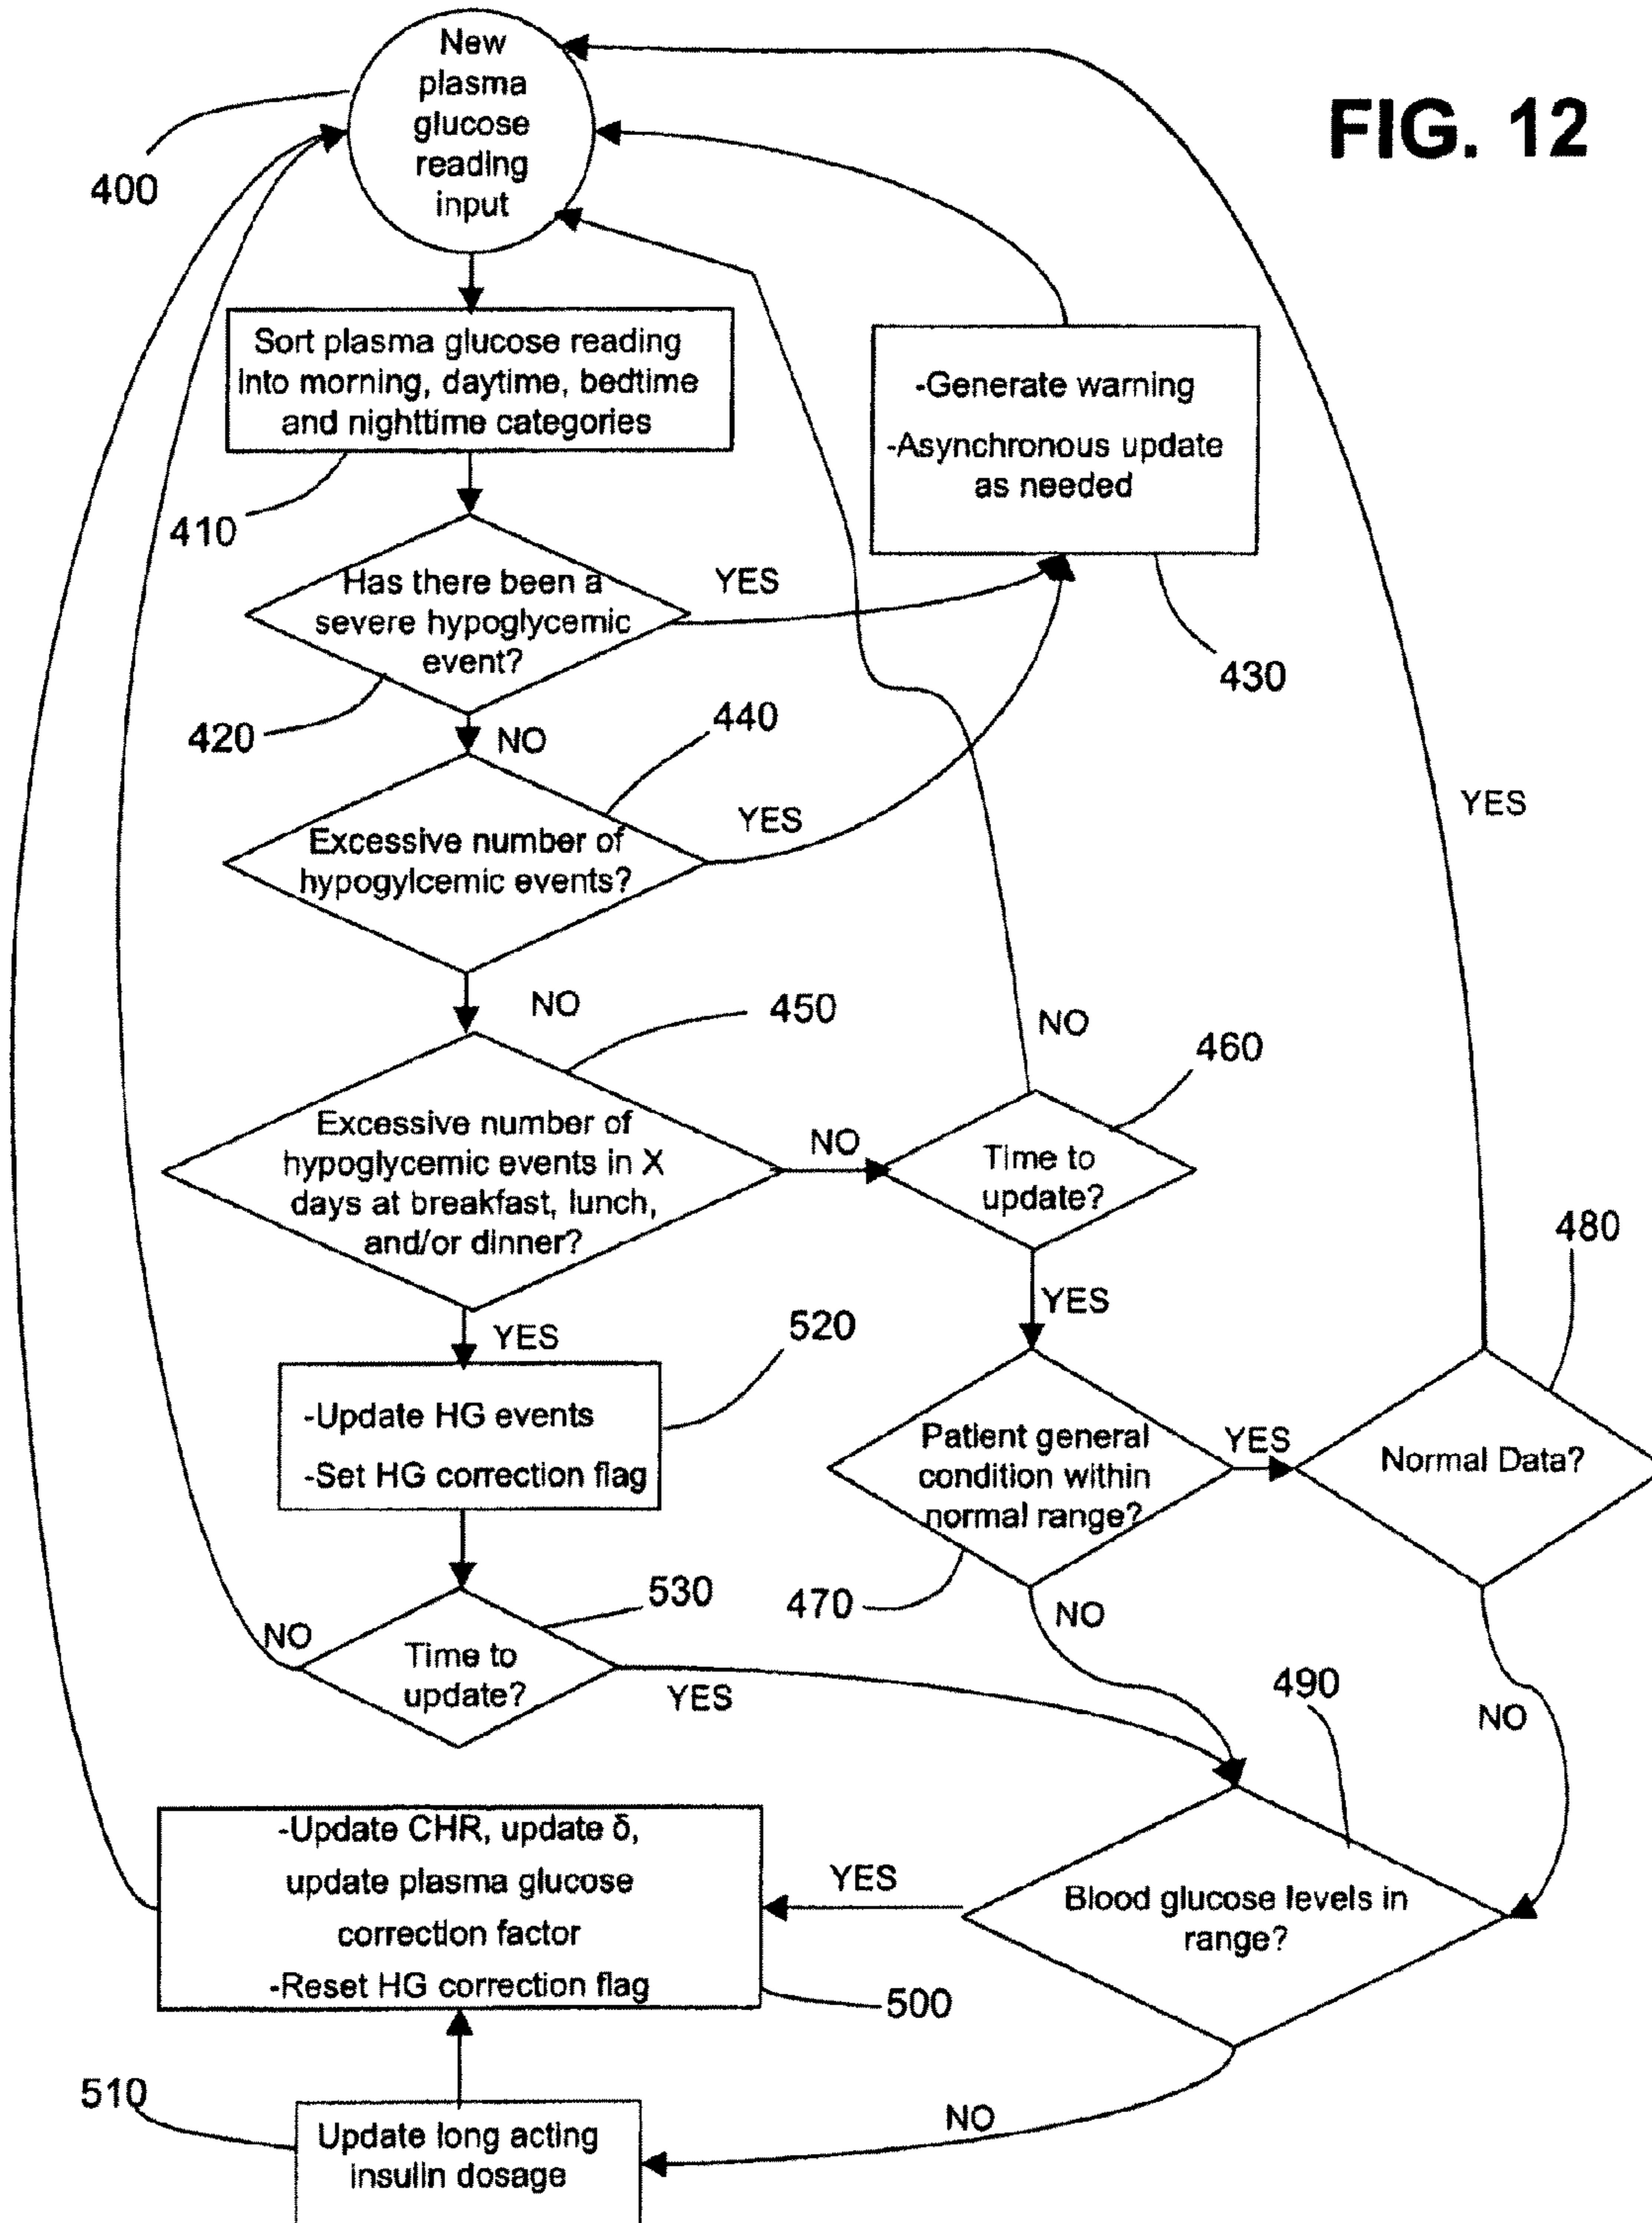 FIG. 12
New
plasma
glucose
reading
input
400
Sort plasma glucose reading
into morning, daytime, bedtime
and nighttime categories
410
-Generate warning
-Asynchronous update
as needed
430
Has there been a
severe hypoglycemic
event?
YES
420
NO
440
Excessive number of
hypogylcemic events?
YES
YES
NO
450
Excessive number of
hypoglycemic events in X
days at breakfast, lunch,
and/or dinner?
NO
NO
460
Time to
update?
YES
480
YES
520
-Update HG events
-Set HG correction flag
Patient general
condition within
normal range?
YES
Normal Data?
470
NO
530
NO
Time to
update?
YES
490
NO
-Update CHR, update δ,
update plasma glucose
correction factor
-Reset HG correction flag
YES
Blood glucose levels in
range?
500
510
Update long acting
insulin dosage
NO